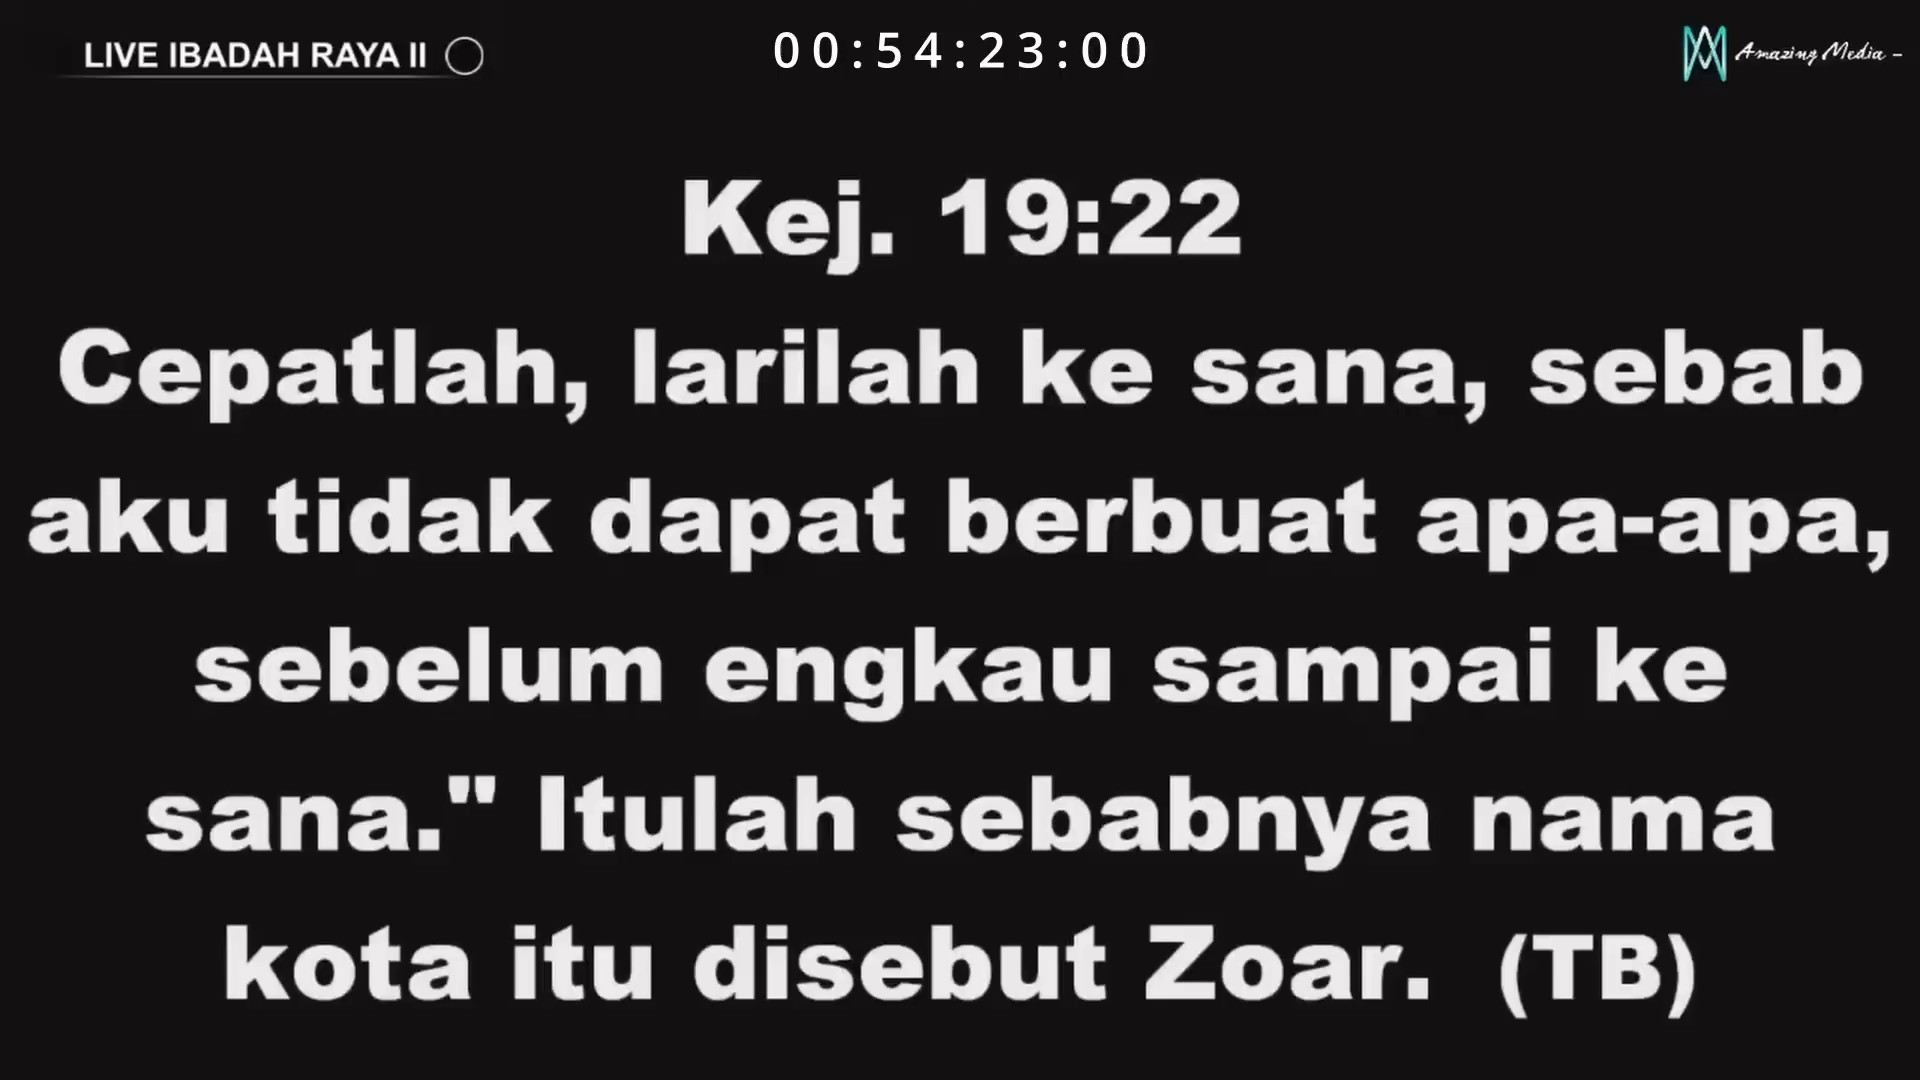 LIVE IBADAH RAYA II
00:54:23:00
Amazing Media -
Kej. 19:22
Cepatlah, larilah ke sana, sebab
aku tidak dapat berbuat apa-apa,
sebelum engkau sampai ke
sana." Itulah sebabnya nama
kota itu disebut Zoar. (TB)